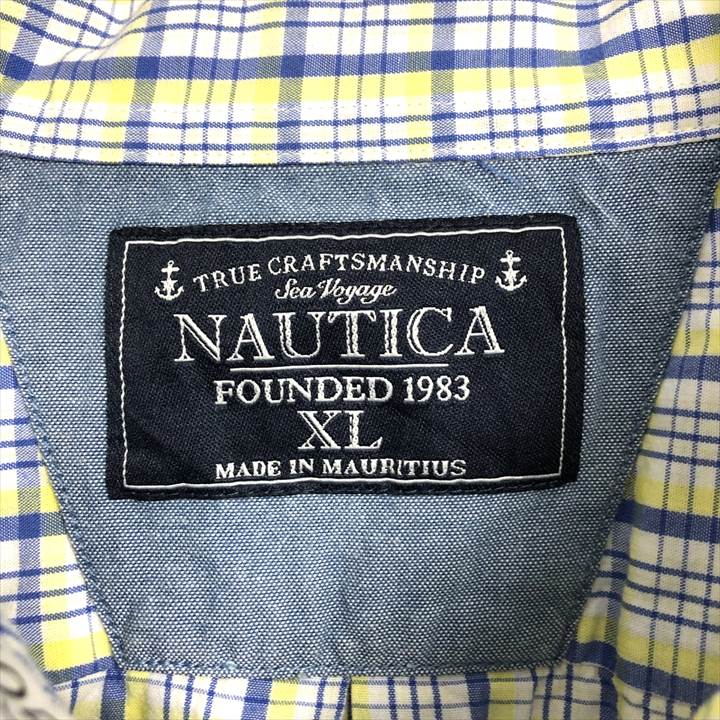 TRUE CRAFTSMANSHIP
Sea Voyage
NAUTICA
FOUNDED 1983
XL
MADE IN MAURITIUS